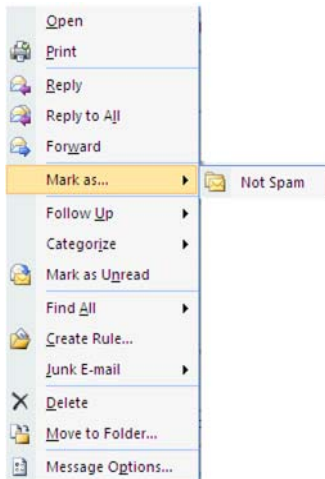 Open
Print
Reply
Reply to All
Forward
Mark as...
Not Spam
Follow Up
Categorize
Mark as Unread
Find All
Create Rule...
Junk E-mail
Delete
Move to Folder...
Message Options...